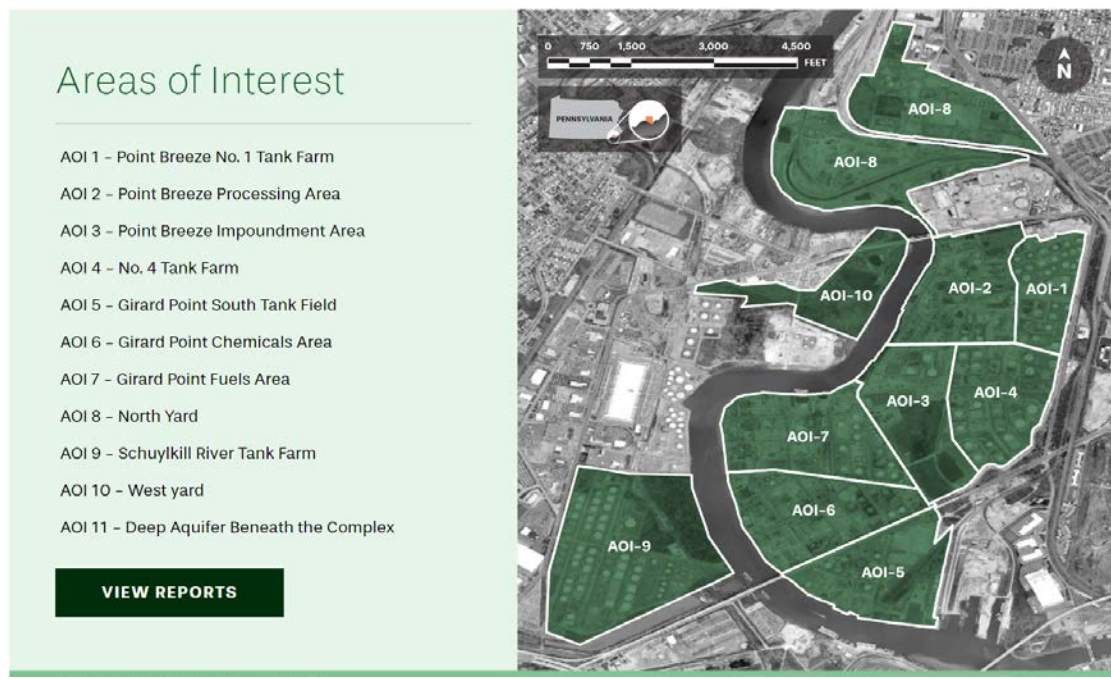 Areas of Interest
AOI 1 - Point Breeze No. 1 Tank Farm
AOI 2 - Point Breeze Processing Area
AOI 3 - Point Breeze Impoundment Area
AOI 4 - No. 4 Tank Farm
AOI 5 - Girard Point South Tank Field
AOI 6 - Girard Point Chemicals Area
AOI 7 - Girard Point Fuels Area
AOI 8 - North Yard
AOI 9 - Schuylkill River Tank Farm
AOI 10 - West yard
AOI 11 - Deep Aquifer Beneath the Complex
VIEW REPORTS
0 750 1,500 3,000 4,500
FEET
N
PENNSYLVANIA
AOI-8
AOI-8
AOI-10
AOI-2
AOI-1
AOI-3
AOI-4
AOI-7
AOI-6
AOI-9
AOI-5